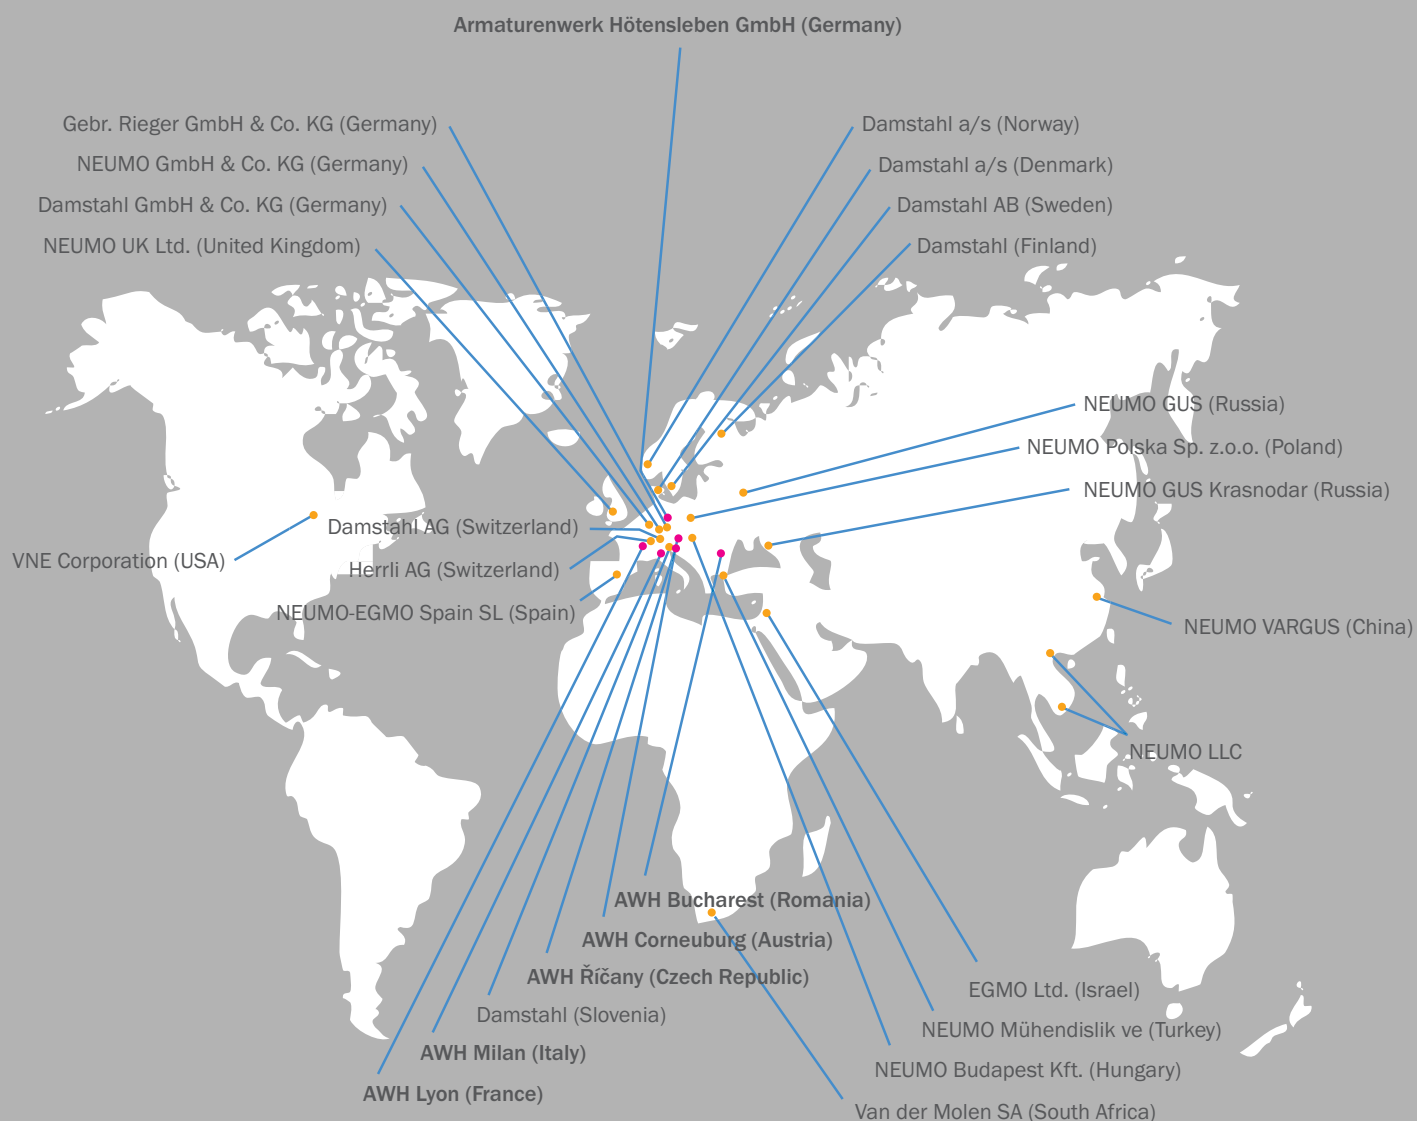 Armaturenwerk Hötensleben GmbH (Germany)
Gebr. Rieger GmbH & Co. KG (Germany)
NEUMO GmbH & Co. KG (Germany)
Damstahl GmbH & Co. KG (Germany)
NEUMO UK Ltd. (United Kingdom)
Damstahl a/s (Norway)
Damstahl a/s (Denmark)
Damstahl AB (Sweden)
Damstahl (Finland)
NEUMO GUS (Russia)
NEUMO Polska Sp. z.o.o. (Poland)
NEUMO GUS Krasnodar (Russia)
Damstahl AG (Switzerland)
VNE Corporation (USA)
Herrli AG (Switzerland)
NEUMO-EGMO Spain SL (Spain)
NEUMO VARGUS (China)
NEUMO LLC
AWH Bucharest (Romania)
AWH Corneuburg (Austria)
AWH Říčany (Czech Republic)
Damstahl (Slovenia)
AWH Milan (Italy)
AWH Lyon (France)
EGMO Ltd. (Israel)
NEUMO Mühendislik ve (Turkey)
NEUMO Budapest Kft. (Hungary)
Van der Molen SA (South Africa)